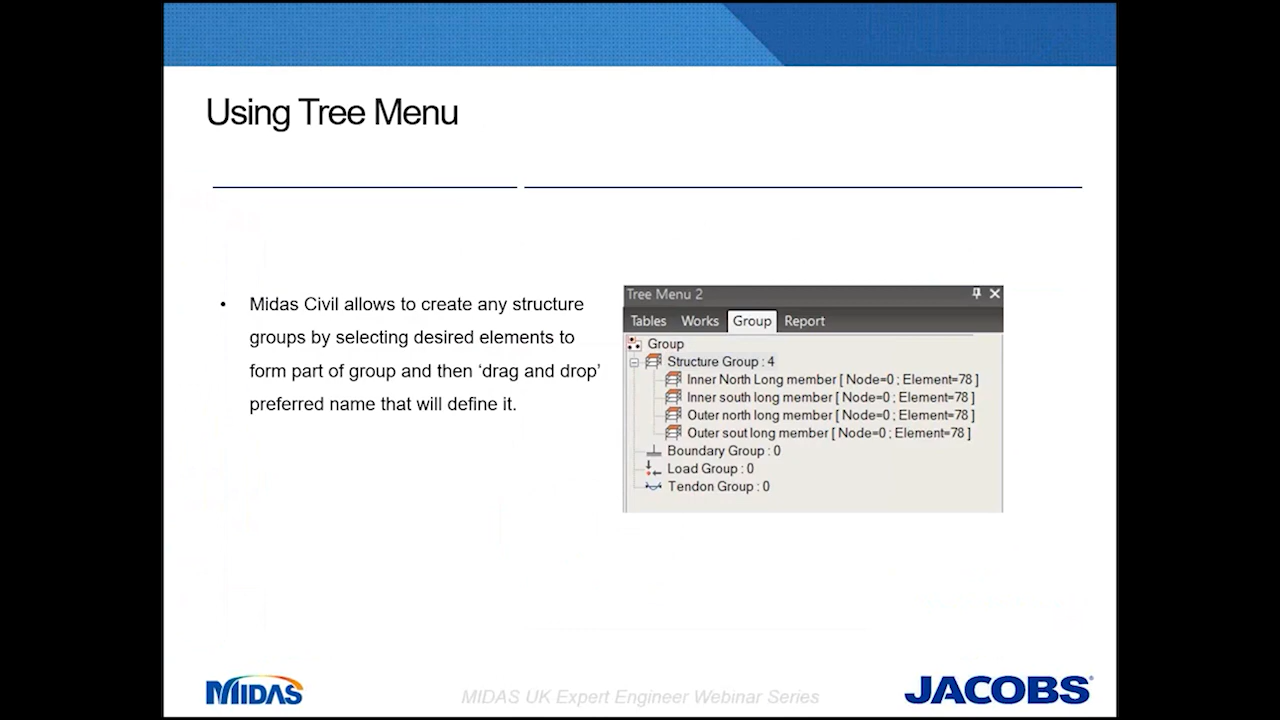 Using Tree Menu
• Midas Civil allows to create any structure
groups by selecting desired elements to
form part of group and then ‘drag and drop’
preferred name that will define it.
Tree Menu 2
Tables Works Group Report
Group
Structure Group : 4
Inner North Long member [ Node=0 ; Element=78 ]
Inner south long member [ Node=0 ; Element=78 ]
Outer north long member [ Node=0 ; Element=78 ]
Outer sout long member [ Node=0 ; Element=78 ]
Boundary Group : 0
Load Group : 0
Tendon Group : 0
MIDAS
MIDAS UK Expert Engineer Webinar Series
JACOBS